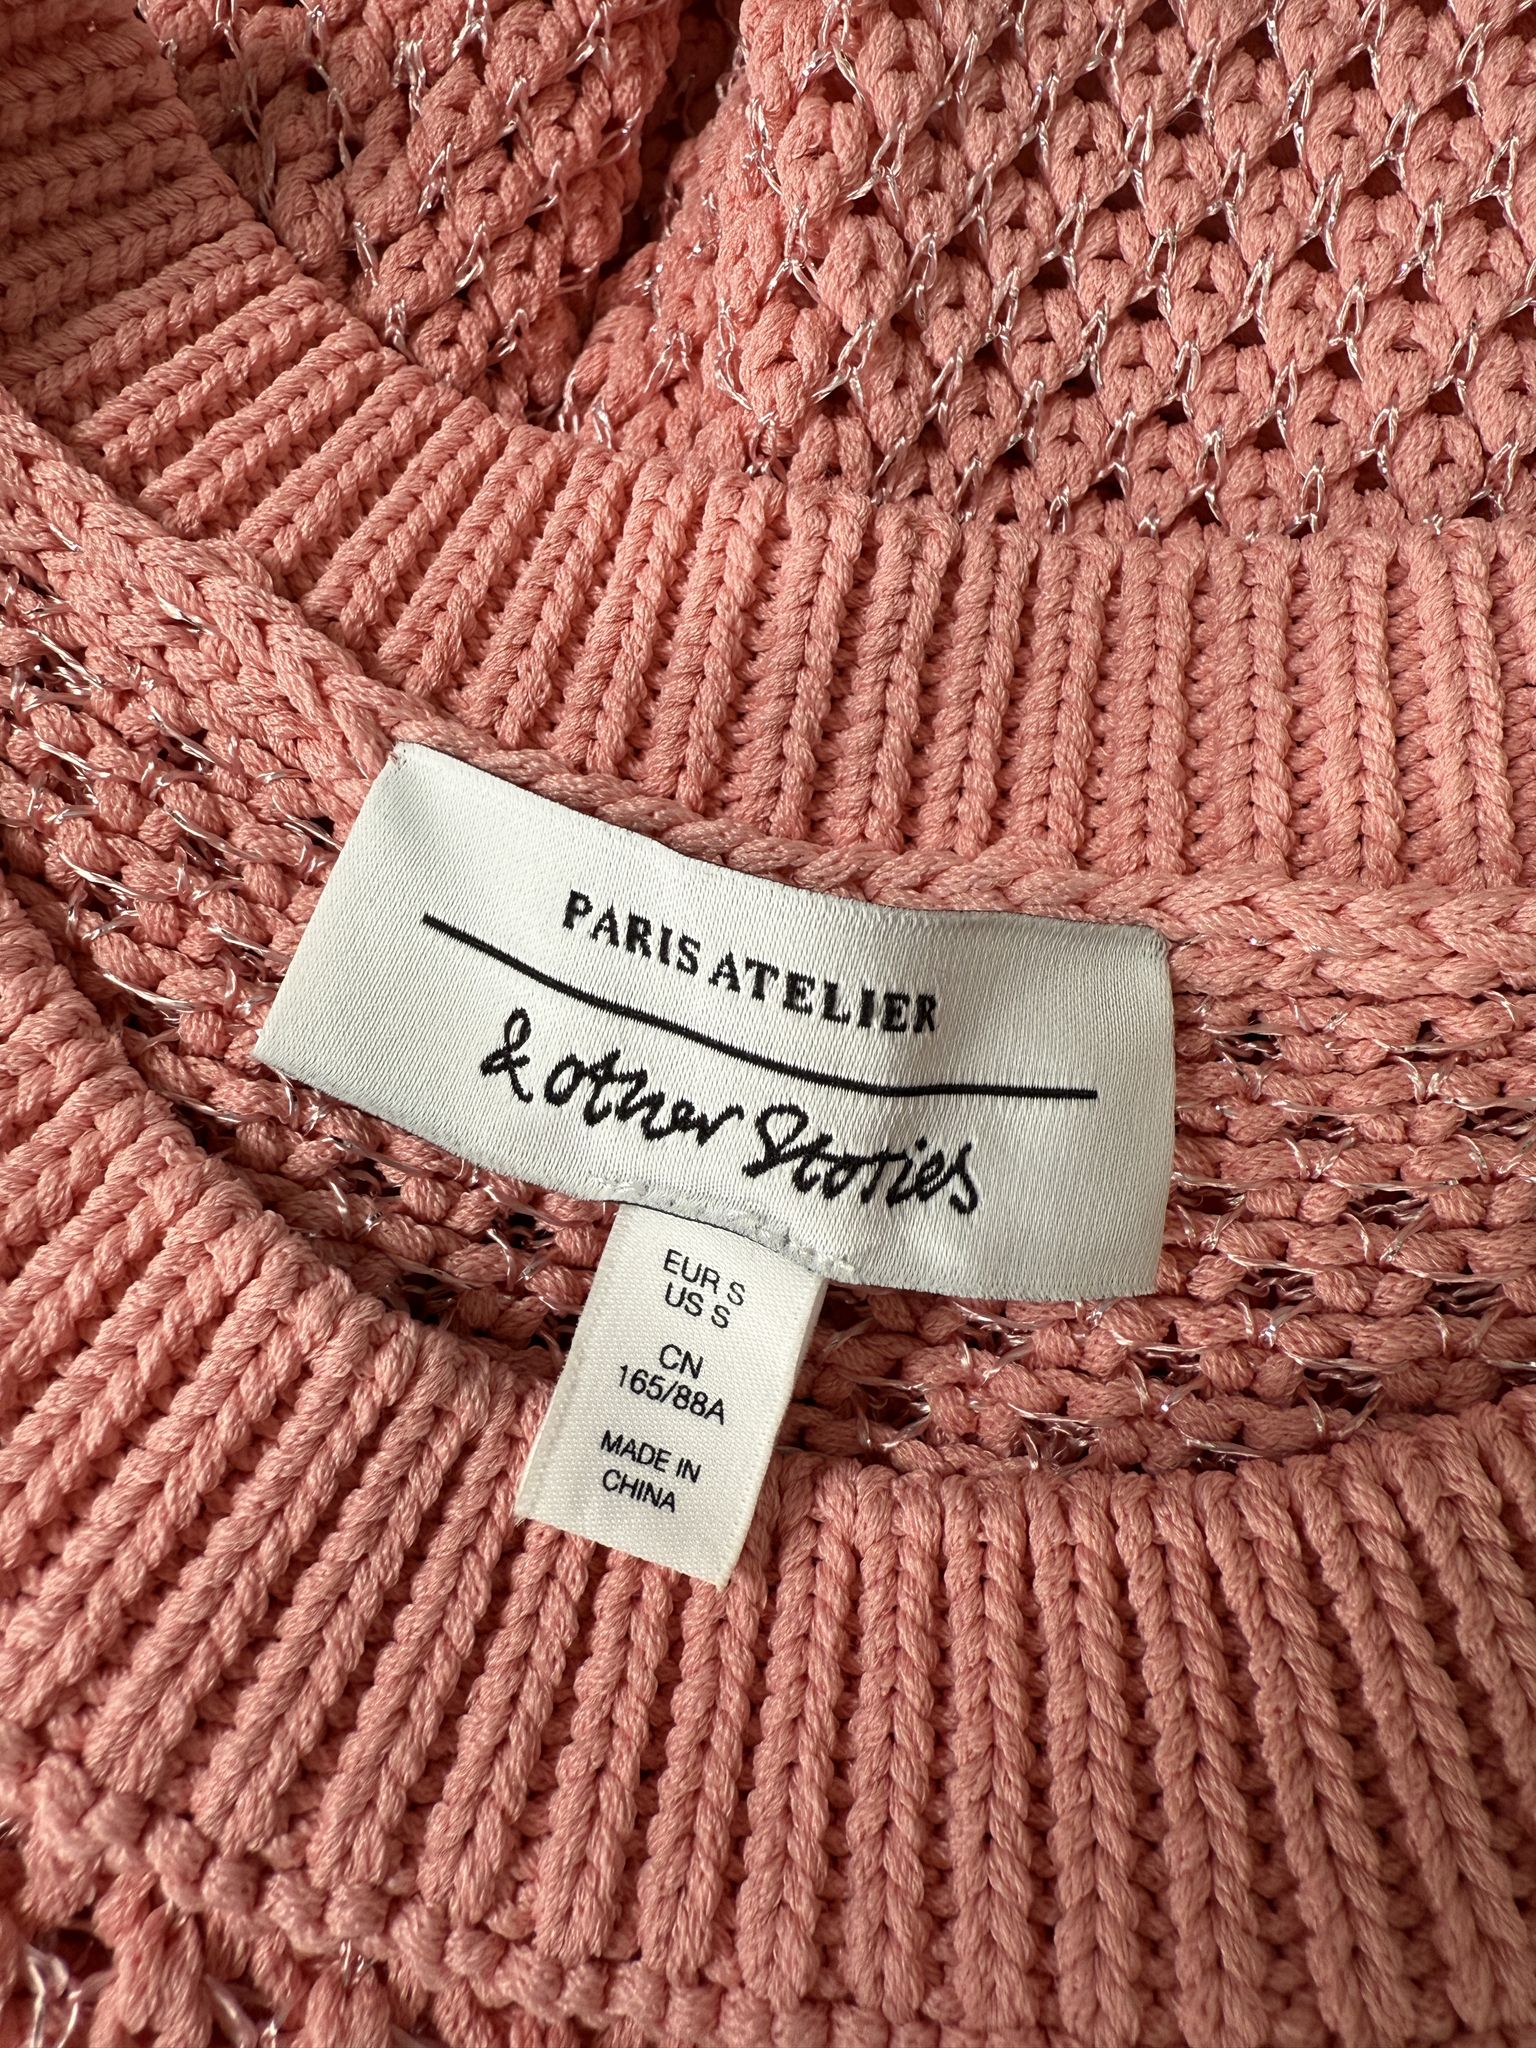 PARIS ATELIER
& other Stories
EUR S
US S
CN
165/88A
MADE IN
CHINA